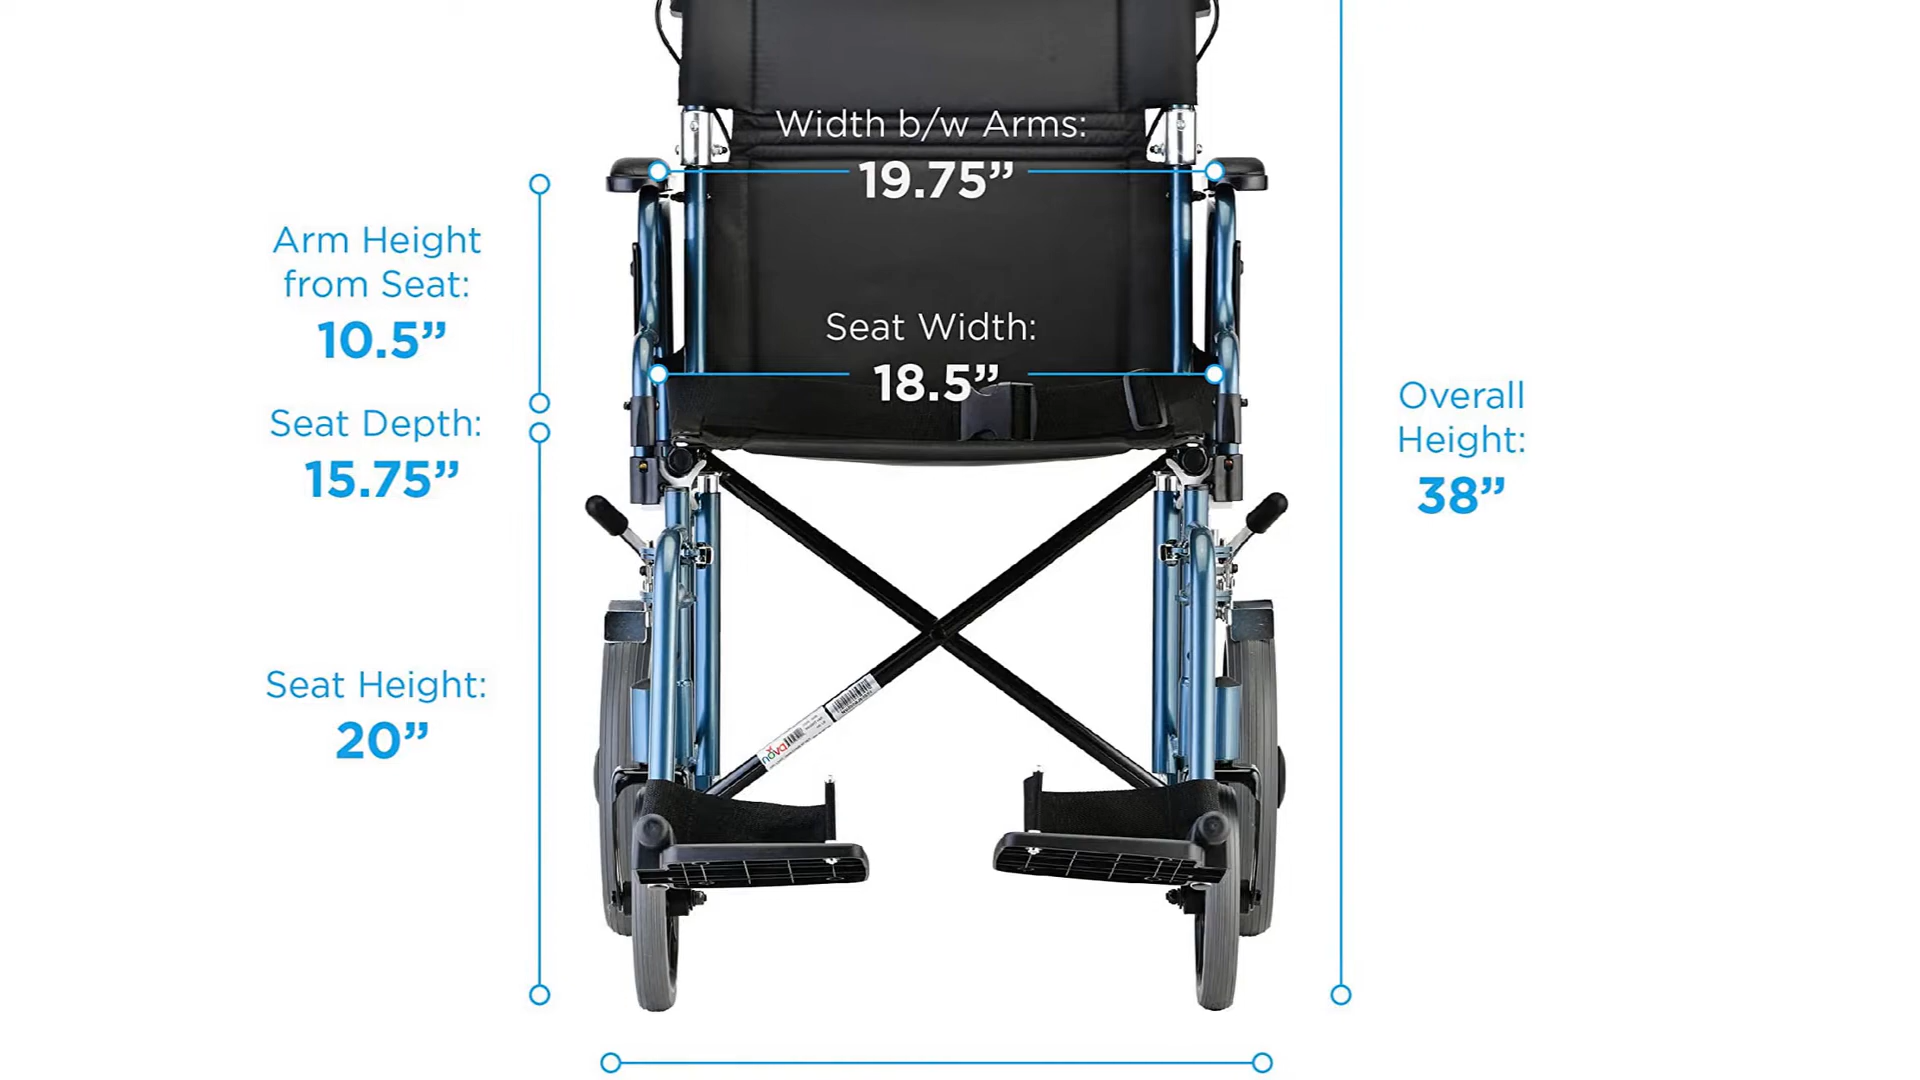 Width b/w Arms:
19.75”
Arm Height
from Seat:
10.5”
Seat Width:
18.5”
Seat Depth:
15.75”
Overall
Height:
38”
Seat Height:
20”
nova